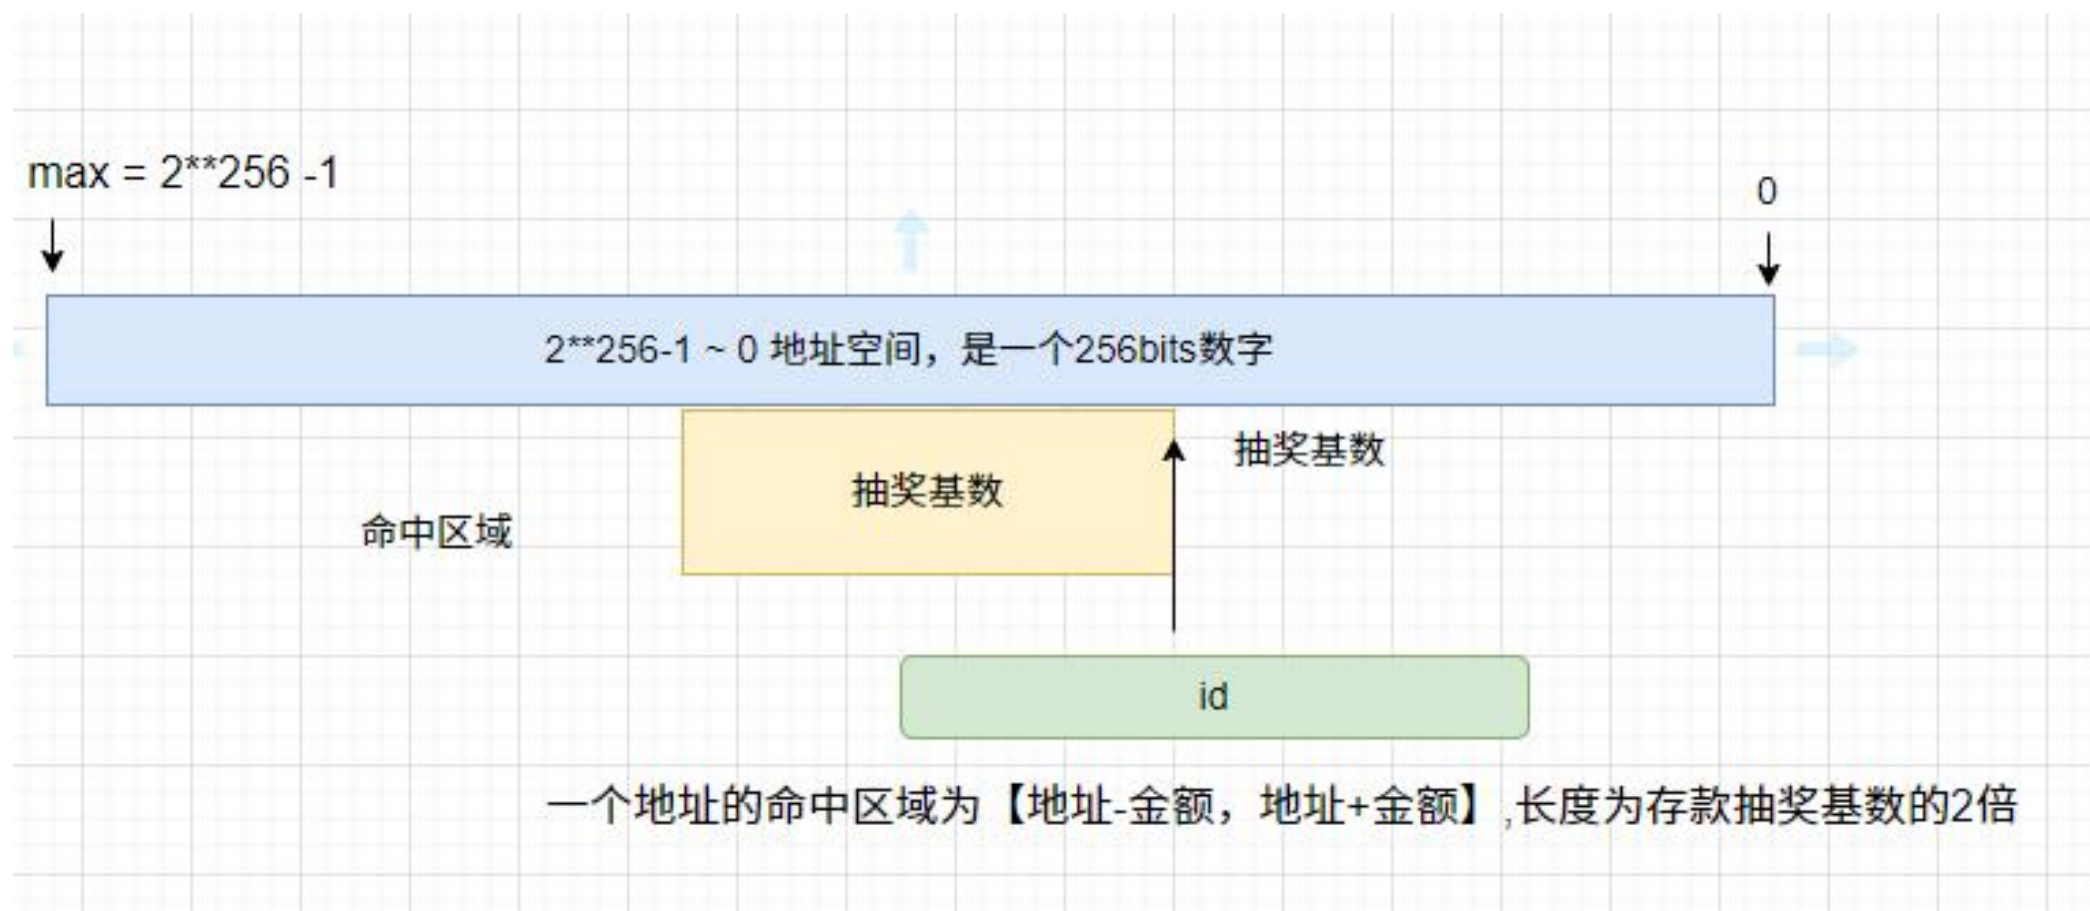 max = 2**256 -1
0
2**256-1 ~ 0 地址空间，是一个256bits数字
抽奖基数
抽奖基数
命中区域
id
一个地址的命中区域为【地址-金额，地址+金额】,长度为存款抽奖基数的2倍